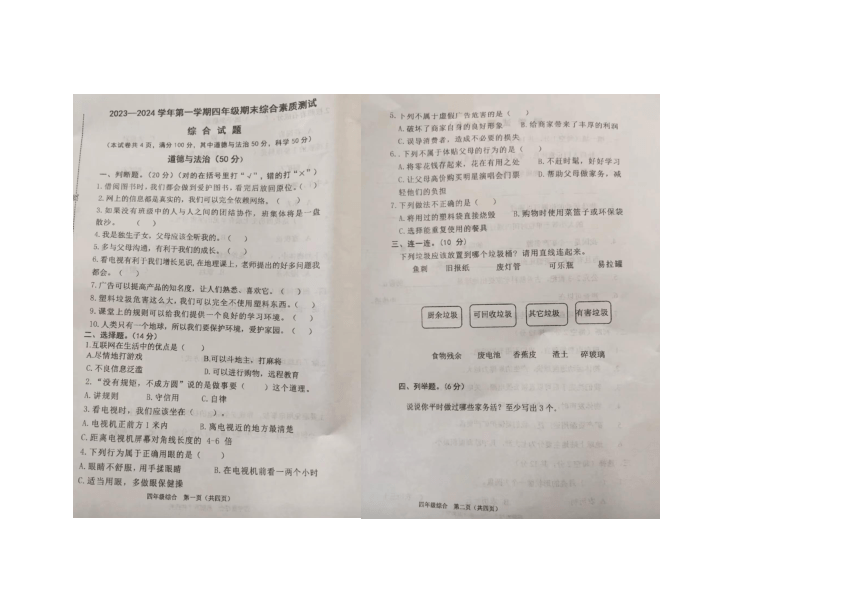 2023—2024学年第一学期四年级期末综合素质测试
综合试题
(本试卷共4页,满分100分,其中道德与法治50分,科学50分)
道德与法治(50分)
一、判断题。(20分)(对的在括号里打“√”,错的打“×”)
1.借阅图书时,我们都会做到爱护图书,看完后放回原位。( )
2.网上的信息都是真实的,我们可以完全依赖网络。( )
3.如果没有班级中的人与人之间的团结协作,班集体将是一盘
散沙。 ( )
4.我是独生子女,父母应该全听我的。( )
5.多与父母沟通,有利于我们的成长。( )
6.看电视有利于我们增长见识,在地理课上,老师提出的好多问题我
都会。( )
7.广告可以提高产品的知名度,让人们熟悉、喜欢它。( )
8.塑料垃圾危害这么大,我们可以完全不使用塑料东西。( )
9.课堂上的规则可以给我们提供一个良好的学习环境。( )
10.人类只有一个地球,所以我们要保护环境,爱护家园。( )
二、选择题。(14分)
1.互联网在生活中的优点是( )
A.尽情地打游戏 B.可以斗地主、打麻将
C.不良信息泛滥 D.可以进行购物,远程教育
2.“没有规矩,不成方圆”说的是做事要( )这个道理。
A.讲规则 B.守信用 C.自律
3.看电视时,我们应该坐在( )。
A.电视机正前方1米内 B.离电视近的地方最清楚
C.距离电视机屏幕对角线长度的 4-6 倍
4.下列行为属于正确用眼的是( )
A.眼睛不舒服,用手揉眼睛 B.在电视机前看一两个小时
C.适当用眼,多做眼保健操
四年级综合 第一页(共四页)
5.下列不属于虚假广告危害的是( )
A.破坏了商家自身的良好形象 B.给商家带来了丰厚的利润
C.误导消费者,造成不必要的损失
6.下列不属于体贴父母的行为的是( )
A.将零花钱存起来,花在有用之处 B.不赶时髦,好好学习
C.让父母高价购买明星演唱会门票 D.帮助父母做家务,减
轻他们的负担
7.下列做法不正确的是( )
A.将用过的塑料袋直接烧毁 B.购物时使用菜篮子或环保袋
C.选择能重复使用的餐具
三、连一连。(10 分)
下列垃圾应该放置到哪个垃圾桶?请用直线连起来。
鱼刺 旧报纸 废灯管 可乐瓶 易拉罐
厨余垃圾 可回收垃圾 其它垃圾 有害垃圾
食物残余 废电池 香蕉皮 渣土 碎玻璃
四、列举题。(6分)
说说你平时做过哪些家务活?至少写出3个。
四年级综合 第二页(共四页)